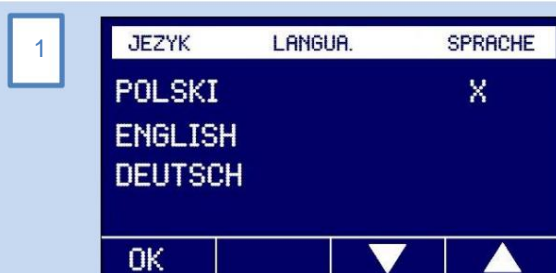 1
JEZYK LANGUA. SPRACHE
POLSKI X
ENGLISH
DEUTSCH
OK